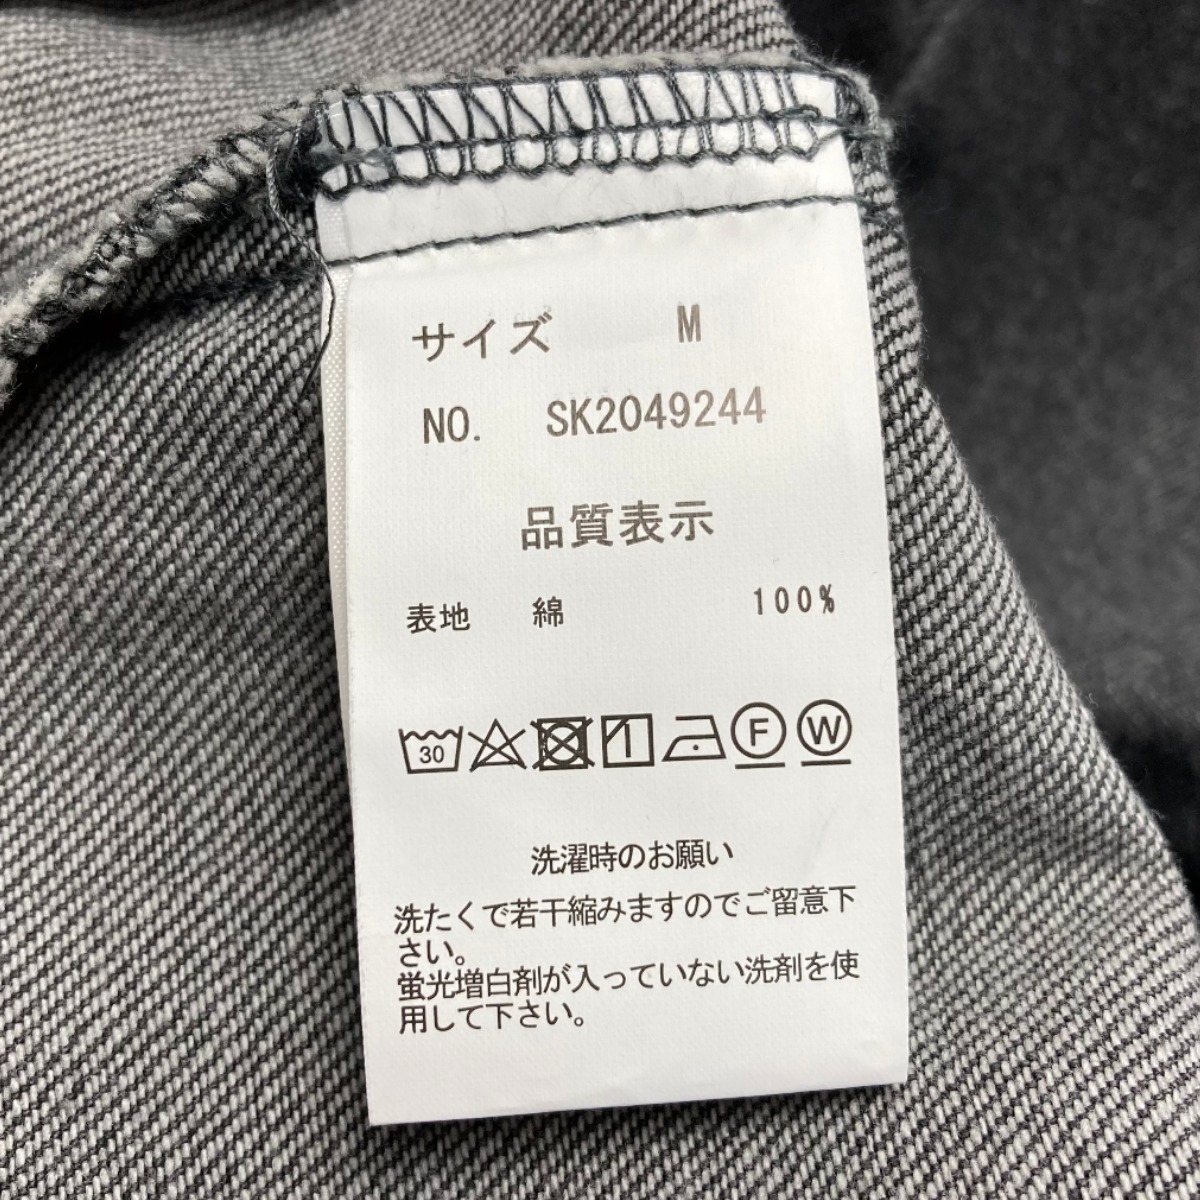 サイズ M
NO. SK2049244
品質表示
表地 綿 100%
30 F W
洗濯時のお願い
洗たくで若干縮みますのでご留意下
さい。
蛍光増白剤が入っていない洗剤を使
用して下さい。